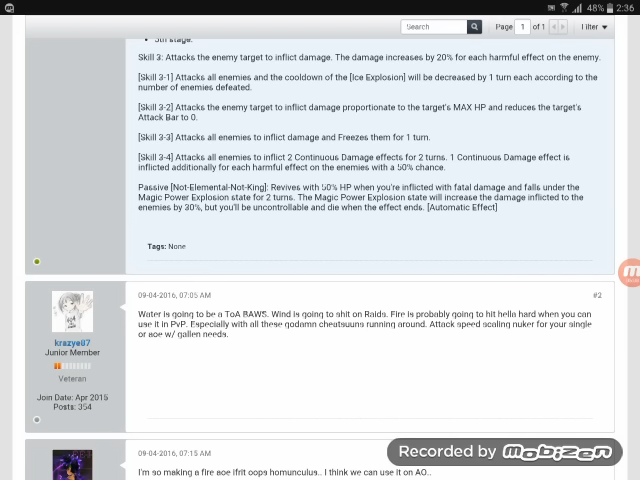 48% 2:36
Search Page 1 of 1 Filter
5th stage.
Skill 3: Attacks the enemy target to inflict damage. The damage increases by 20% for each harmful effect on the enemy.
[Skill 3-1] Attacks all enemies and the cooldown of the [Ice Explosion] will be decreased by 1 turn each according to the
number of enemies defeated.
[Skill 3-2] Attacks the enemy target to inflict damage proportionate to the target's MAX HP and reduces the target's
Attack Bar to 0.
[Skill 3-3] Attacks all enemies to inflict damage and Freezes them for 1 turn.
[Skill 3-4] Attacks all enemies to inflict 2 Continuous Damage effects for 2 turns. 1 Continuous Damage effect is
inflicted additionally for each harmful effect on the enemies with a 50% chance.
Passive [Not-Elemental-Not-King]: Revives with 50% HP when you're inflicted with fatal damage and falls under the
Magic Power Explosion state for 2 turns. The Magic Power Explosion state will increase the damage inflicted to the
enemies by 30%, but you'll be uncontrollable and die when the effect ends. [Automatic Effect]
Tags: None
09-04-2016, 07:05 AM #2
krazye87
Junior Member
Veteran
Join Date: Apr 2015
Posts: 354
Water is going to be a ToA BAWS. Wind is going to shit on Raids. Fire is probably going to hit hella hard when you can
use it in PvP. Especially with all these godamn cheatsuuns running around. Attack speed scaling nuker for your single
or aoe w/ gallen needs.
09-04-2016, 07:15 AM
I'm so making a fire aoe ifrit oops homunculus.. I think we can use it on AO..
Recorded by Mobizen